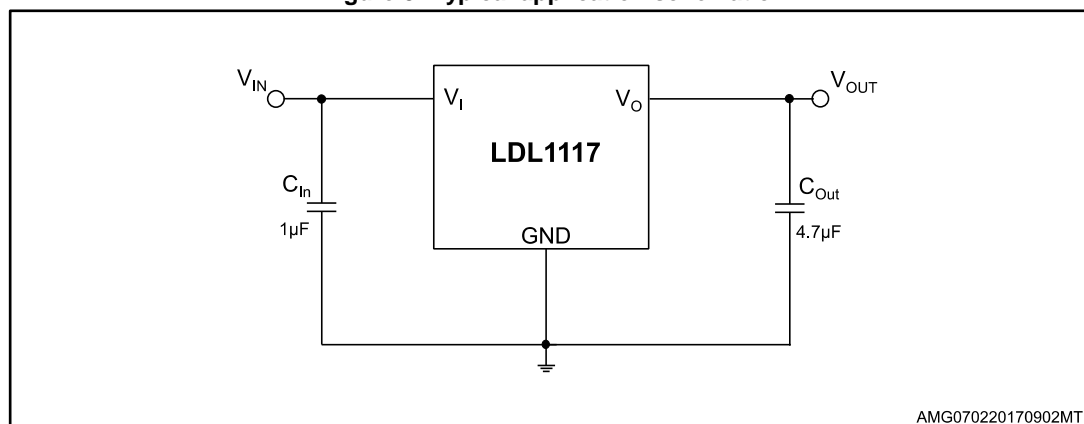 VIN
VI
VO
VOUT
LDL1117
CIn
1µF
COut
4.7µF
GND
AMG070220170902MT